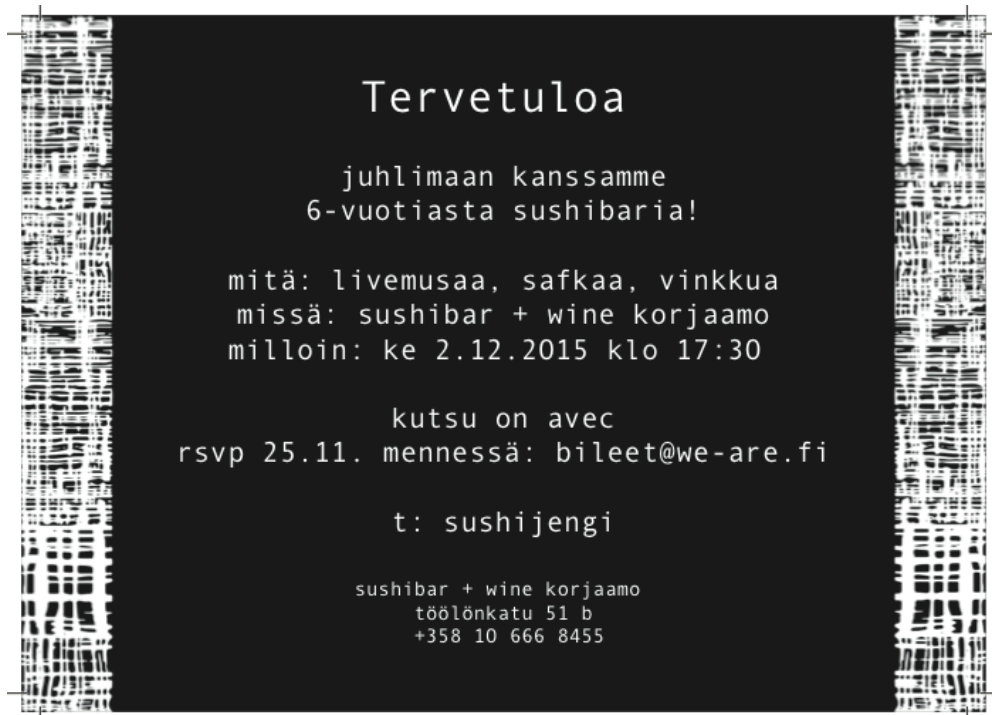 Tervetuloa
juhlimaan kanssamme
6-vuotiasta sushibaria!
mitä: livemusaa, safkaa, vinkkua
missä: sushibar + wine korjaamo
milloin: ke 2.12.2015 klo 17:30
kutsu on avec
rsvp 25.11. mennessä: bileet@we-are.fi
t: sushijengi
sushibar + wine korjaamo
töölönkatu 51 b
+358 10 666 8455